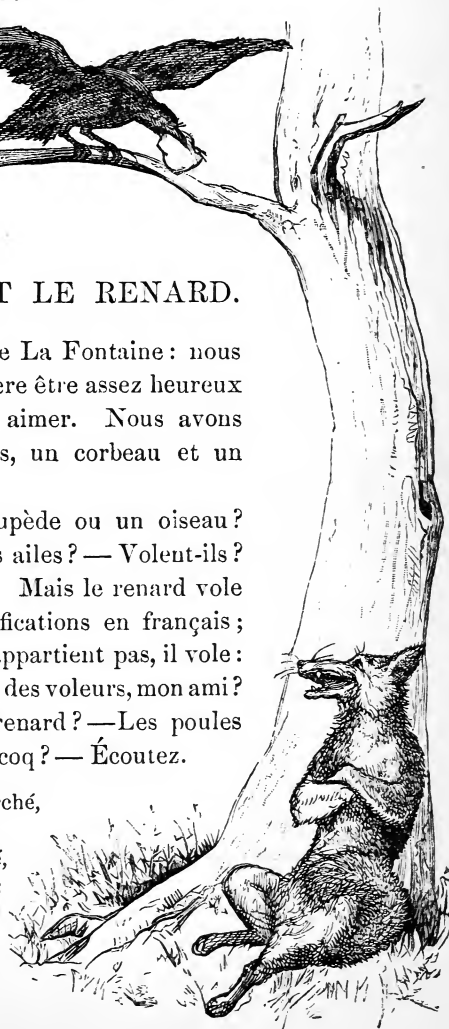 T LE RENARD.
e La Fontaine: nous
ere être assez heureux
aimer. Nous avons
s, un corbeau et un
upède ou un oiseau?
s ailes? — Volent-ils?
Mais le renard vole
fications en français;
appartient pas, il vole:
des voleurs, mon ami?
renard? — Les poules
coq? — Écoutez.
rché,